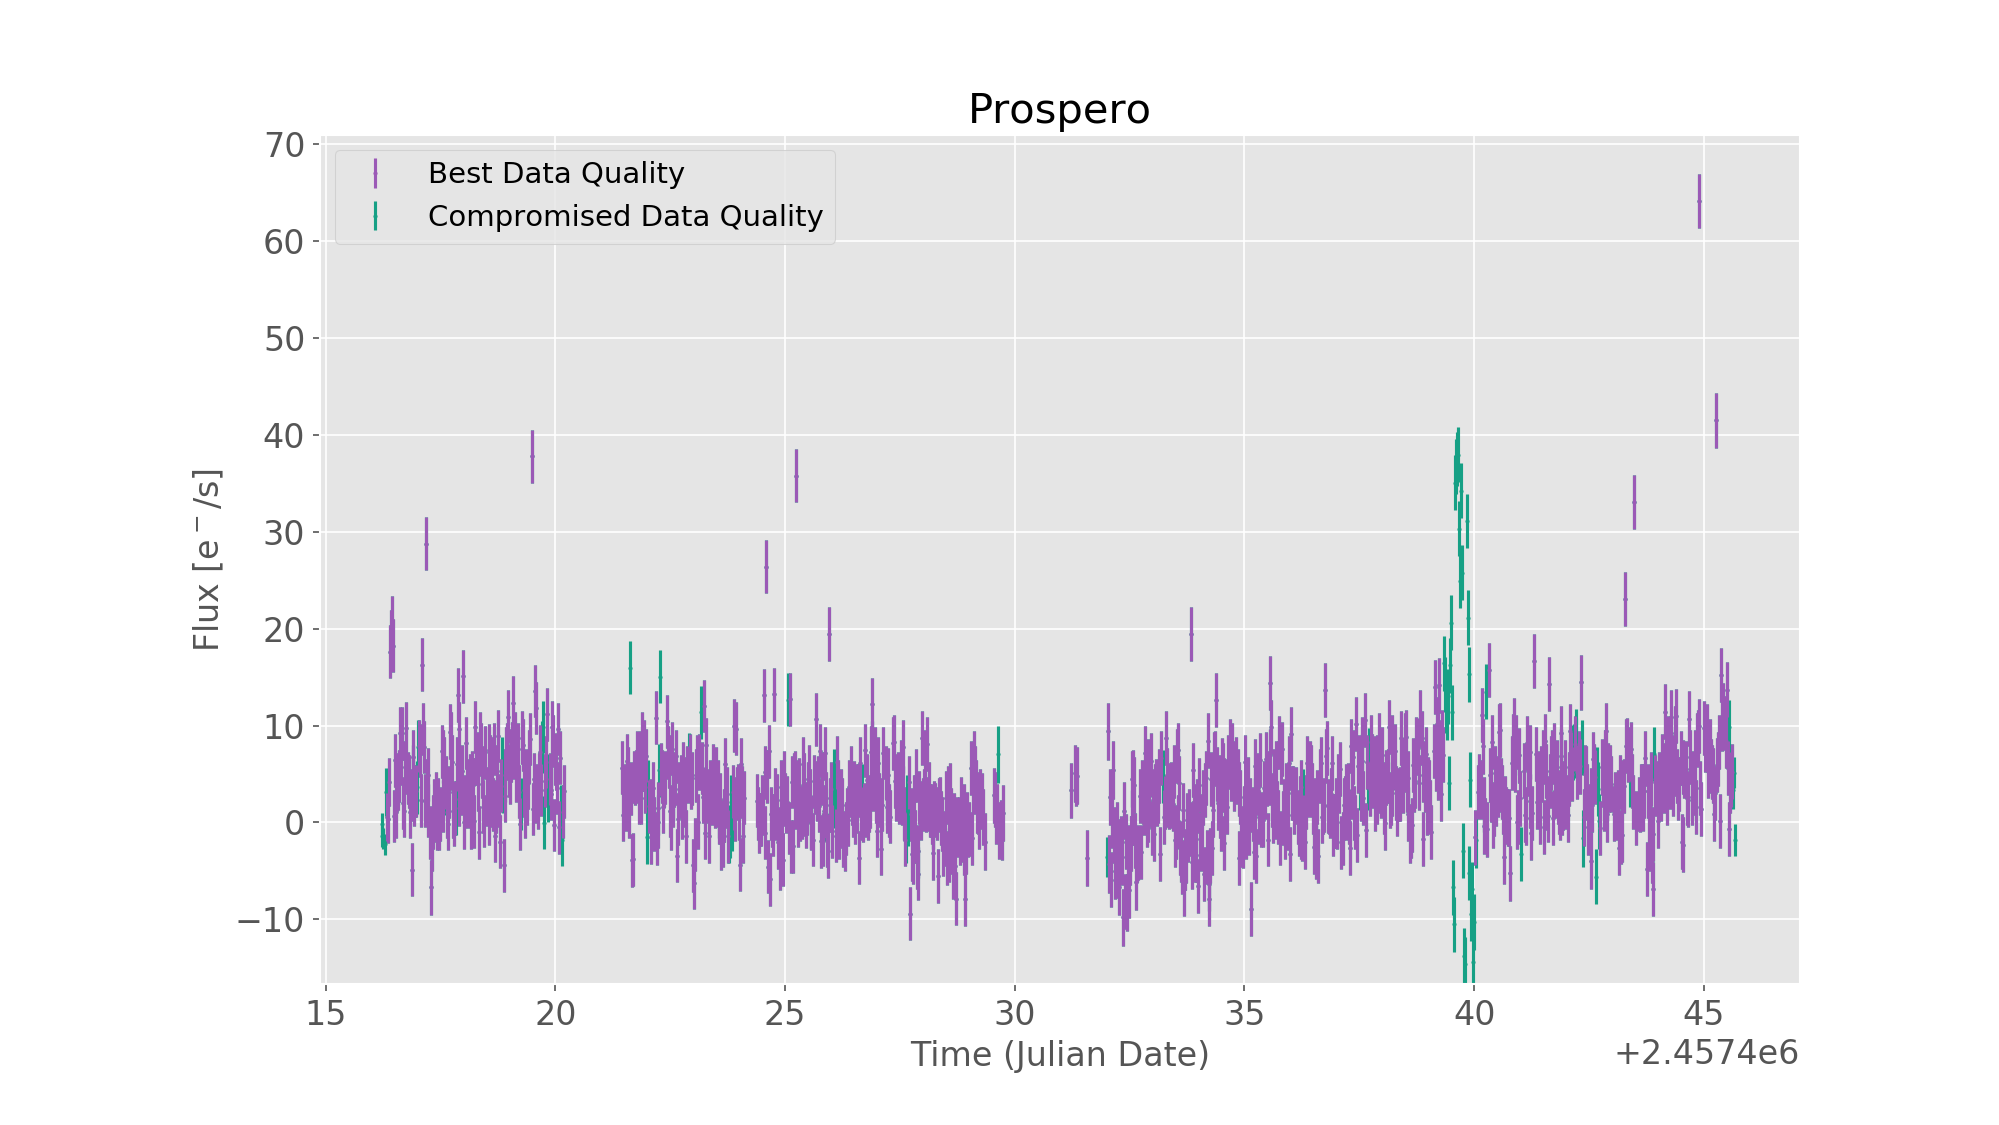 Prospero
Best Data Quality
Compromised Data Quality
70
60
50
40
30
20
10
0
−10
Flux [e⁻/s]
15 20 25 30 35 40 45
Time (Julian Date)
+2.4574e6